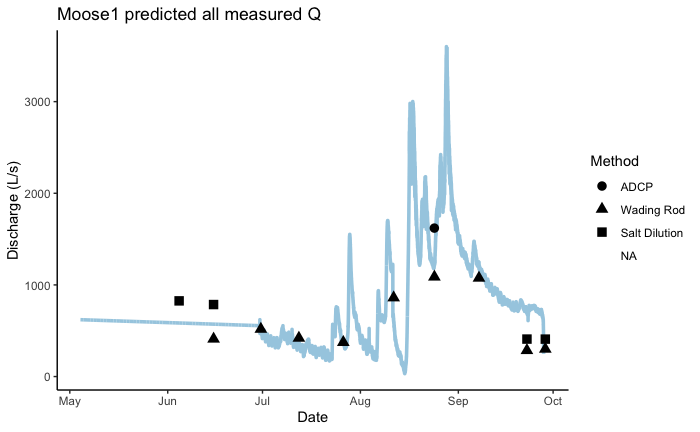 Moose1 predicted all measured Q
Discharge (L/s)
3000
2000
1000
0
May Jun Jul Aug Sep Oct
Date
Method
ADCP
Wading Rod
Salt Dilution
NA